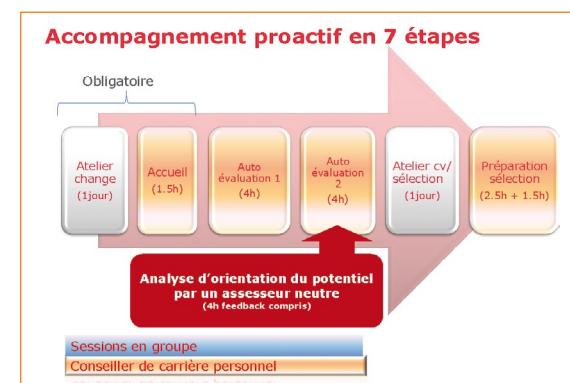 Accompagnement proactif en 7 étapes
Obligatoire
Atelier
change
(1jour)
Accueil
(1.5h)
Auto
évaluation 1
(4h)
Auto
évaluation
2
(4h)
Atelier cv/
sélection
(1jour)
Préparation
sélection
(2.5h + 1.5h)
Analyse d'orientation du potentiel
par un assesseur neutre
(4h feedback compris)
Sessions en groupe
Conseiller de carrière personnel